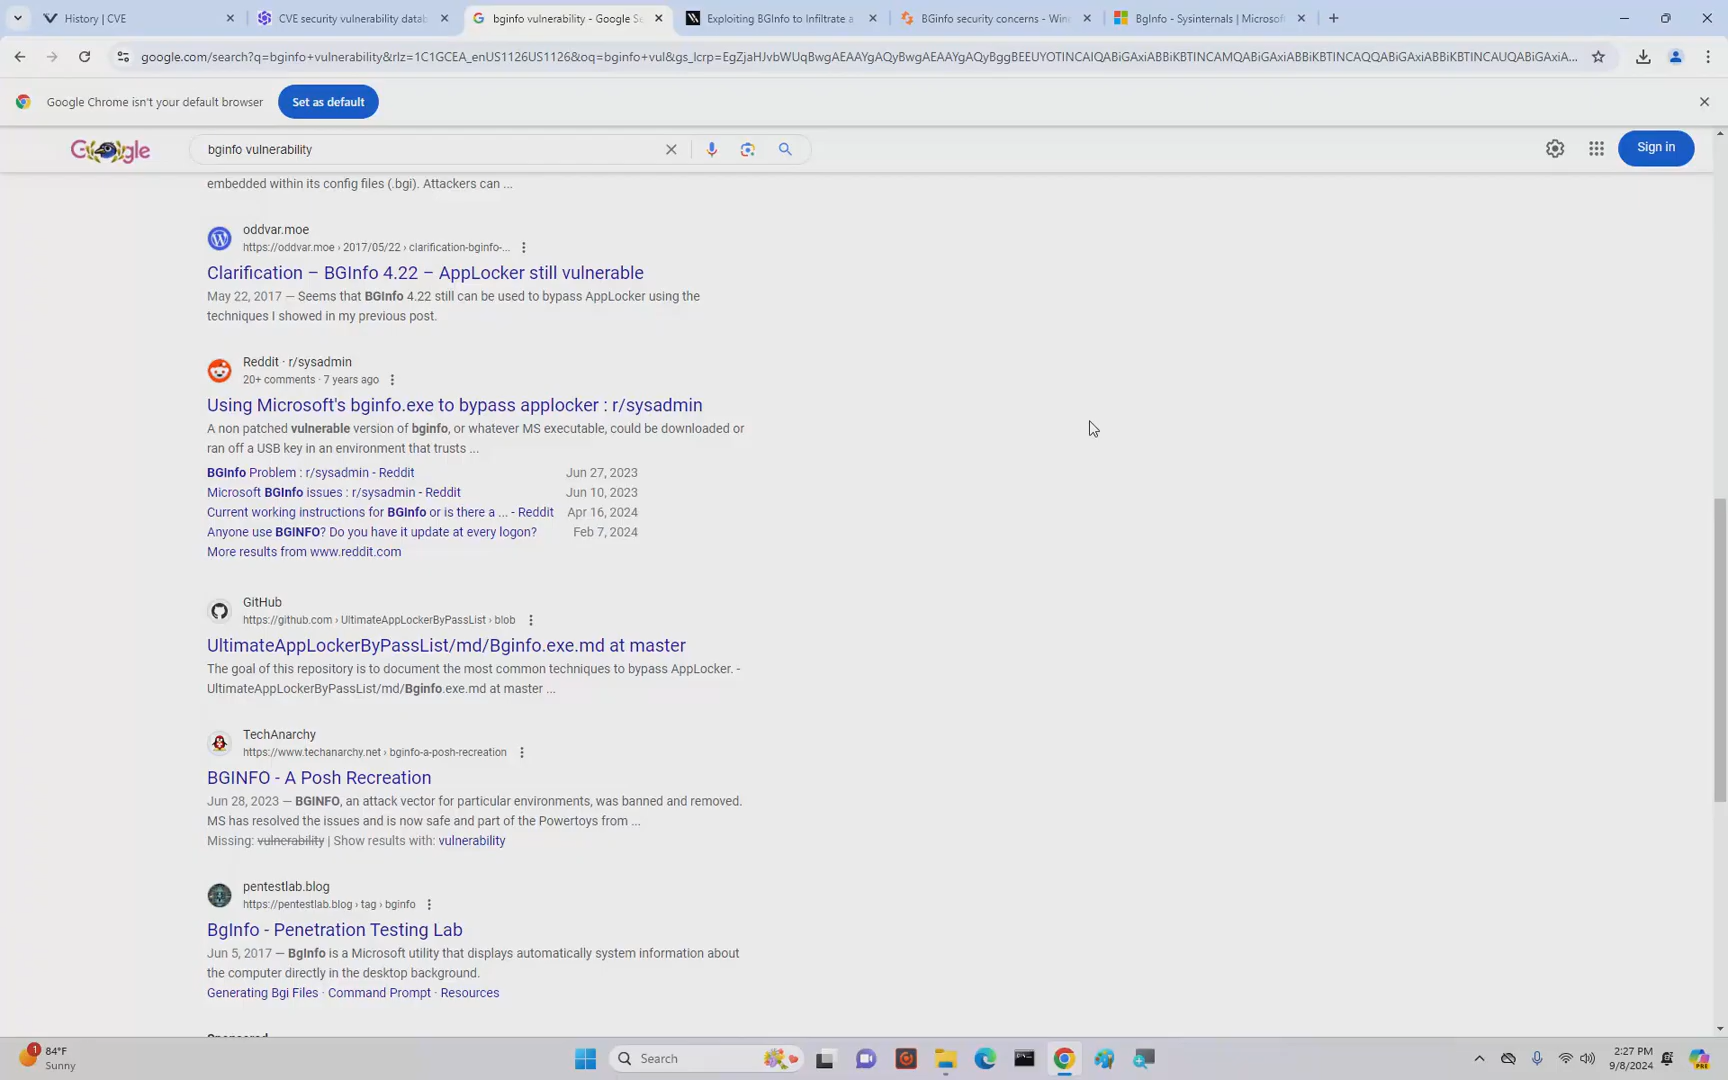 History | CVE
CVE security vulnerability datab
bginfo vulnerability - Google Se
Exploiting BGInfo to Infiltrate a
BGinfo security concerns - Wind
BgInfo - Sysinternals | Microsoft
Google Chrome isn't your default browser
Set as default
Google
bginfo vulnerability
Sign in
embedded within its config files (.bgi). Attackers can ...
oddvar.moe
https://oddvar.moe › 2017/05/22 › clarification-bginfo-...
Clarification – BGInfo 4.22 – AppLocker still vulnerable
May 22, 2017 — Seems that BGInfo 4.22 still can be used to bypass AppLocker using the
techniques I showed in my previous post.
Reddit · r/sysadmin
20+ comments · 7 years ago
Using Microsoft's bginfo.exe to bypass applocker : r/sysadmin
A non patched vulnerable version of bginfo, or whatever MS executable, could be downloaded or
ran off a USB key in an environment that trusts ...
BGInfo Problem : r/sysadmin - Reddit Jun 27, 2023
Microsoft BGInfo issues : r/sysadmin - Reddit Jun 10, 2023
Current working instructions for BGInfo or is there a ... - Reddit Apr 16, 2024
Anyone use BGINFO? Do you have it update at every logon? Feb 7, 2024
More results from www.reddit.com
GitHub
https://github.com › UltimateAppLockerByPassList › blob
UltimateAppLockerByPassList/md/Bginfo.exe.md at master
The goal of this repository is to document the most common techniques to bypass AppLocker. -
UltimateAppLockerByPassList/md/Bginfo.exe.md at master ...
TechAnarchy
https://www.techanarchy.net › bginfo-a-posh-recreation
BGINFO - A Posh Recreation
Jun 28, 2023 — BGINFO, an attack vector for particular environments, was banned and removed.
MS has resolved the issues and is now safe and part of the Powertoys from ...
Missing: vulnerability | Show results with: vulnerability
pentestlab.blog
https://pentestlab.blog › tag › bginfo
BgInfo - Penetration Testing Lab
Jun 5, 2017 — BgInfo is a Microsoft utility that displays automatically system information about
the computer directly in the desktop background.
Generating Bgi Files · Command Prompt · Resources
1
84°F
Sunny
Search
2:27 PM
9/8/2024